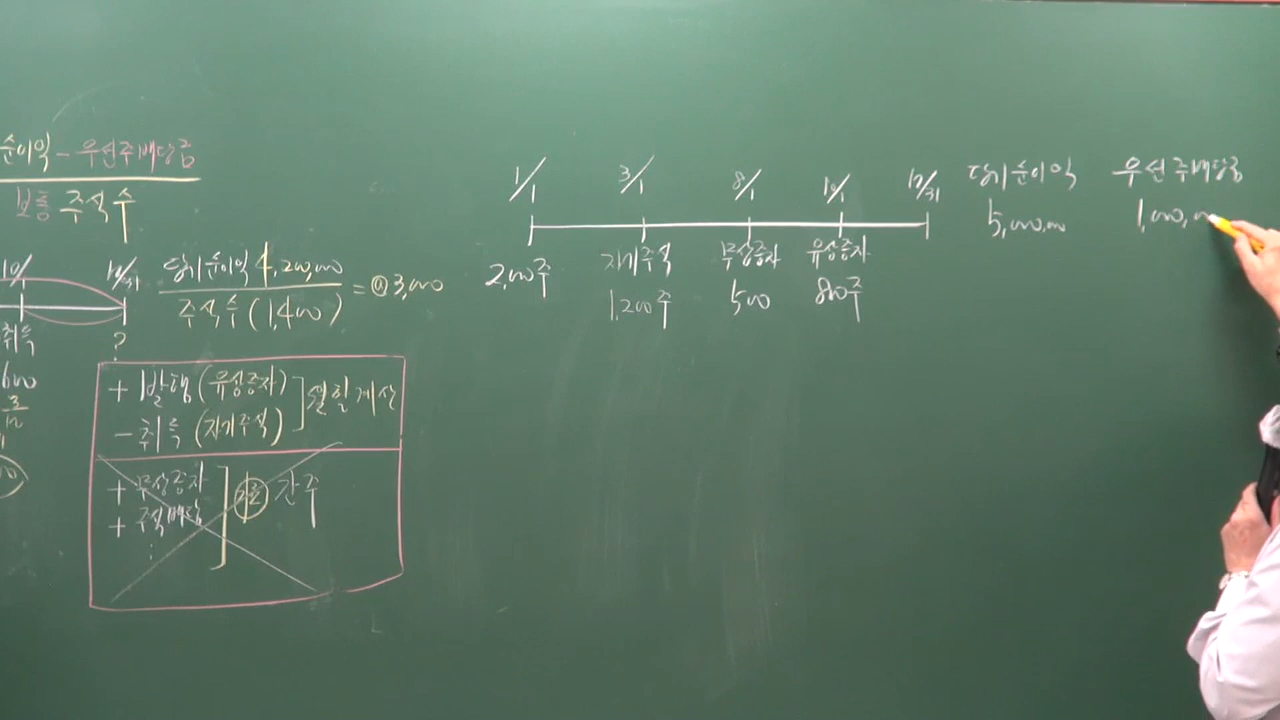 순이익 - 우선주배당금
보통 주식수
10/1 12/31
취득 ?
600
3/12
당기순이익 4,200,000
주식수 (1,400) = @3,000
+ 발행 (유상증자)
- 취득 (자기주식) ] 월할계산
+ 무상증자
+ 주식배당 ] 기초 간주
⋮
1/1 3/1 8/1 10/1 12/31
2,000주 자기주식 무상증자 유상증자
1,200주 500 800주
당기순이익 우선주배당금
5,000,000 1,000,00